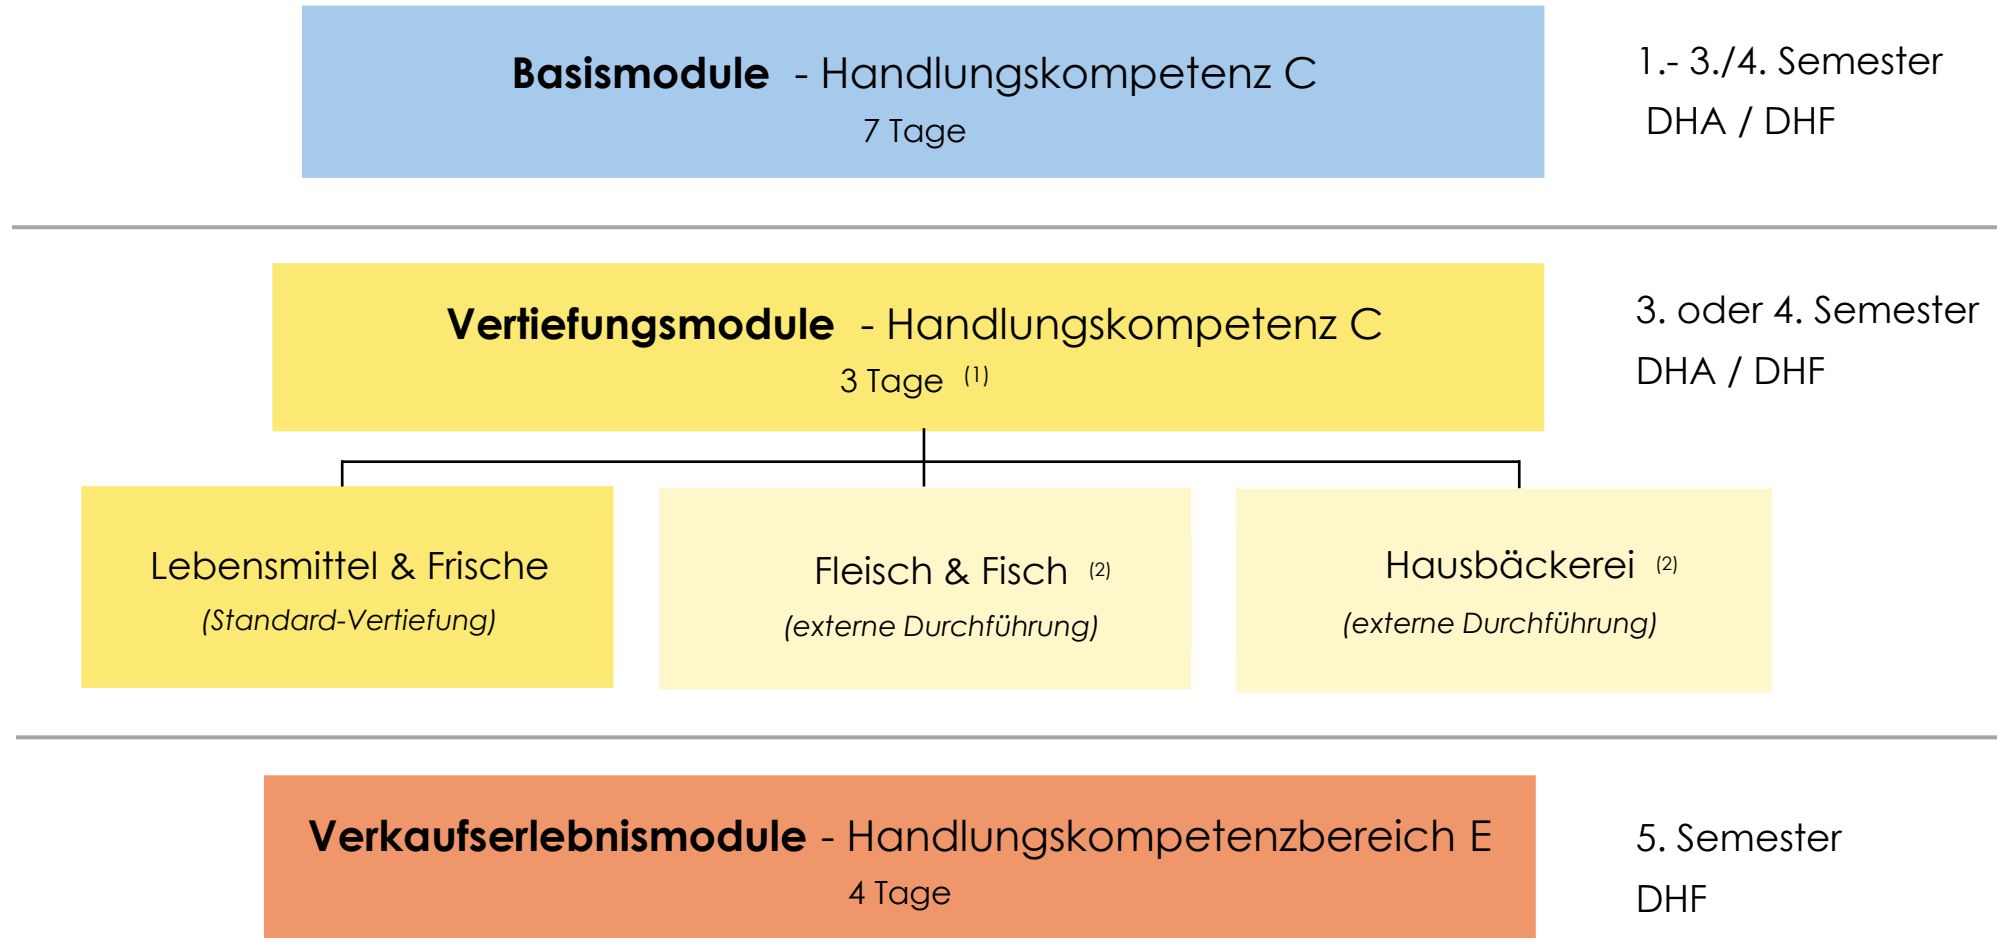 Basismodule - Handlungskompetenz C
7 Tage
1.- 3./4. Semester
DHA / DHF
Vertiefungsmodule - Handlungskompetenz C
3 Tage (1)
3. oder 4. Semester
DHA / DHF
Lebensmittel & Frische
(Standard-Vertiefung)
Fleisch & Fisch (2)
(externe Durchführung)
Hausbäckerei (2)
(externe Durchführung)
Verkaufserlebnismodule - Handlungskompetenzbereich E
4 Tage
5. Semester
DHF